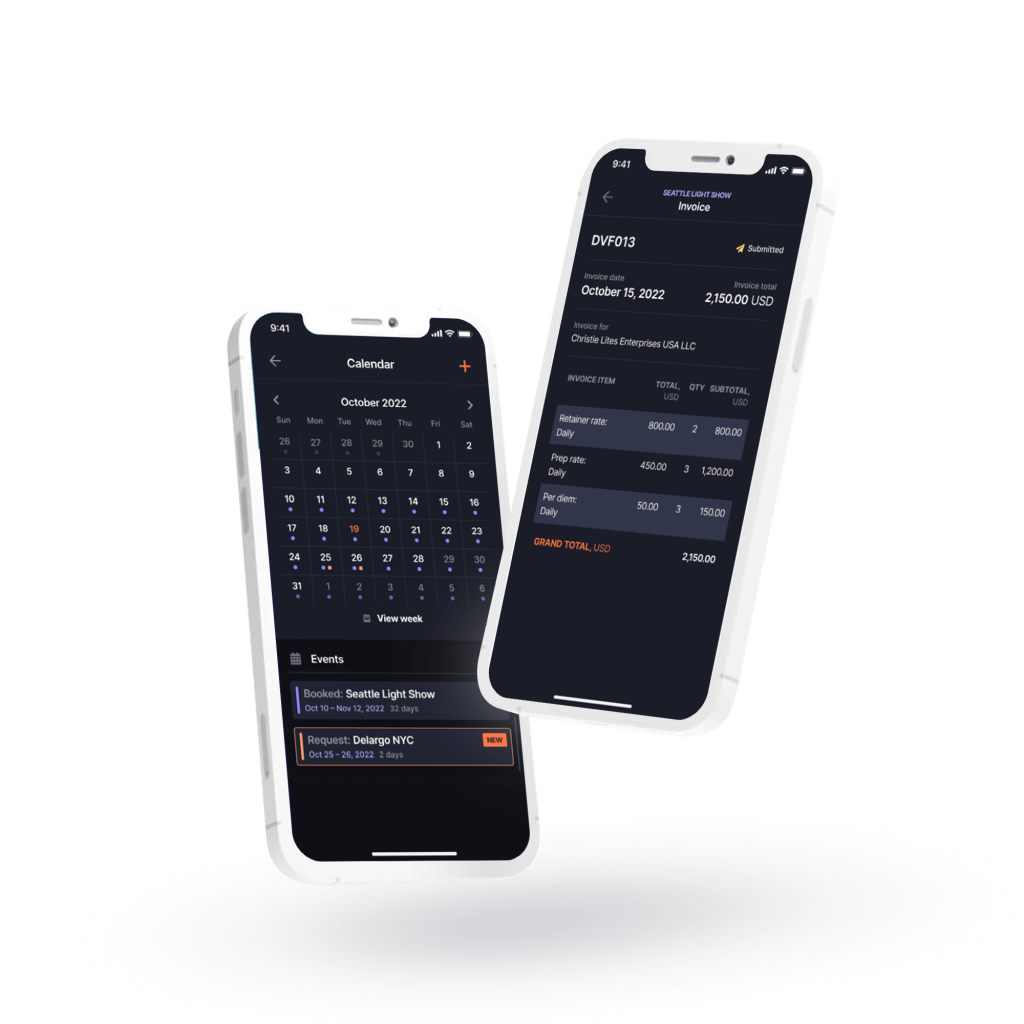 9:41
Calendar
+
October 2022
Sun Mon Tue Wed Thu Fri Sat
26 27 28 29 30 1 2
3 4 5 6 7 8 9
10 11 12 13 14 15 16
17 18 19 20 21 22 23
24 25 26 27 28 29 30
31 1 2 3 4 5 6
View week
Events
Booked: Seattle Light Show
Oct 10 – Nov 12, 2022 32 days
Request: Delargo NYC NEW
Oct 25 – 26, 2022 2 days
9:41
SEATTLE LIGHT SHOW
Invoice
DVF013 Submitted
Invoice date Invoice total
October 15, 2022 2,150.00 USD
Invoice for
Christie Lites Enterprises USA LLC
INVOICE ITEM TOTAL, QTY SUBTOTAL,
USD USD
Retainer rate: 800.00 2 800.00
Daily
Prep rate: 450.00 3 1,200.00
Daily
Per diem: 50.00 3 150.00
Daily
GRAND TOTAL, USD 2,150.00